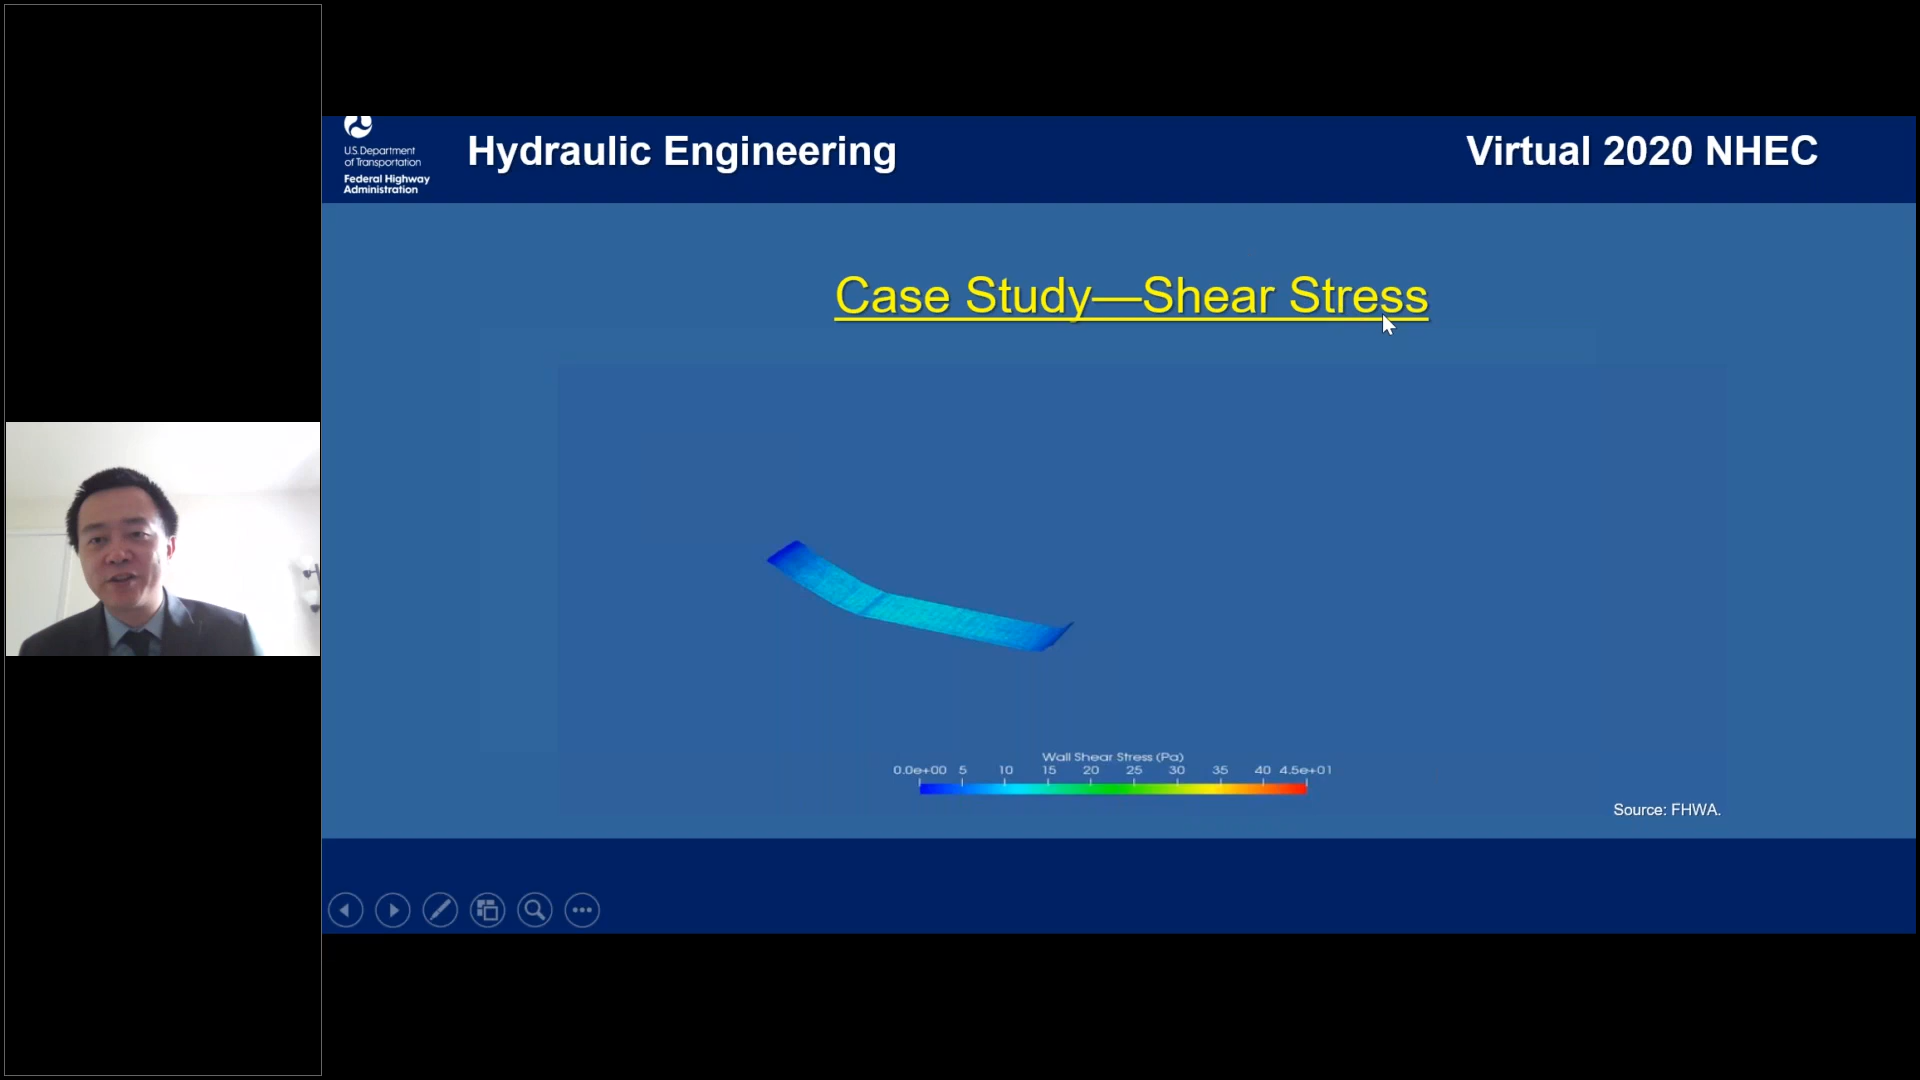 U.S. Department
of Transportation
Federal Highway
Administration
Hydraulic Engineering
Virtual 2020 NHEC
Case Study—Shear Stress
Wall Shear Stress (Pa)
0.0e+00 5 10 15 20 25 30 35 40 4.5e+01
Source: FHWA.